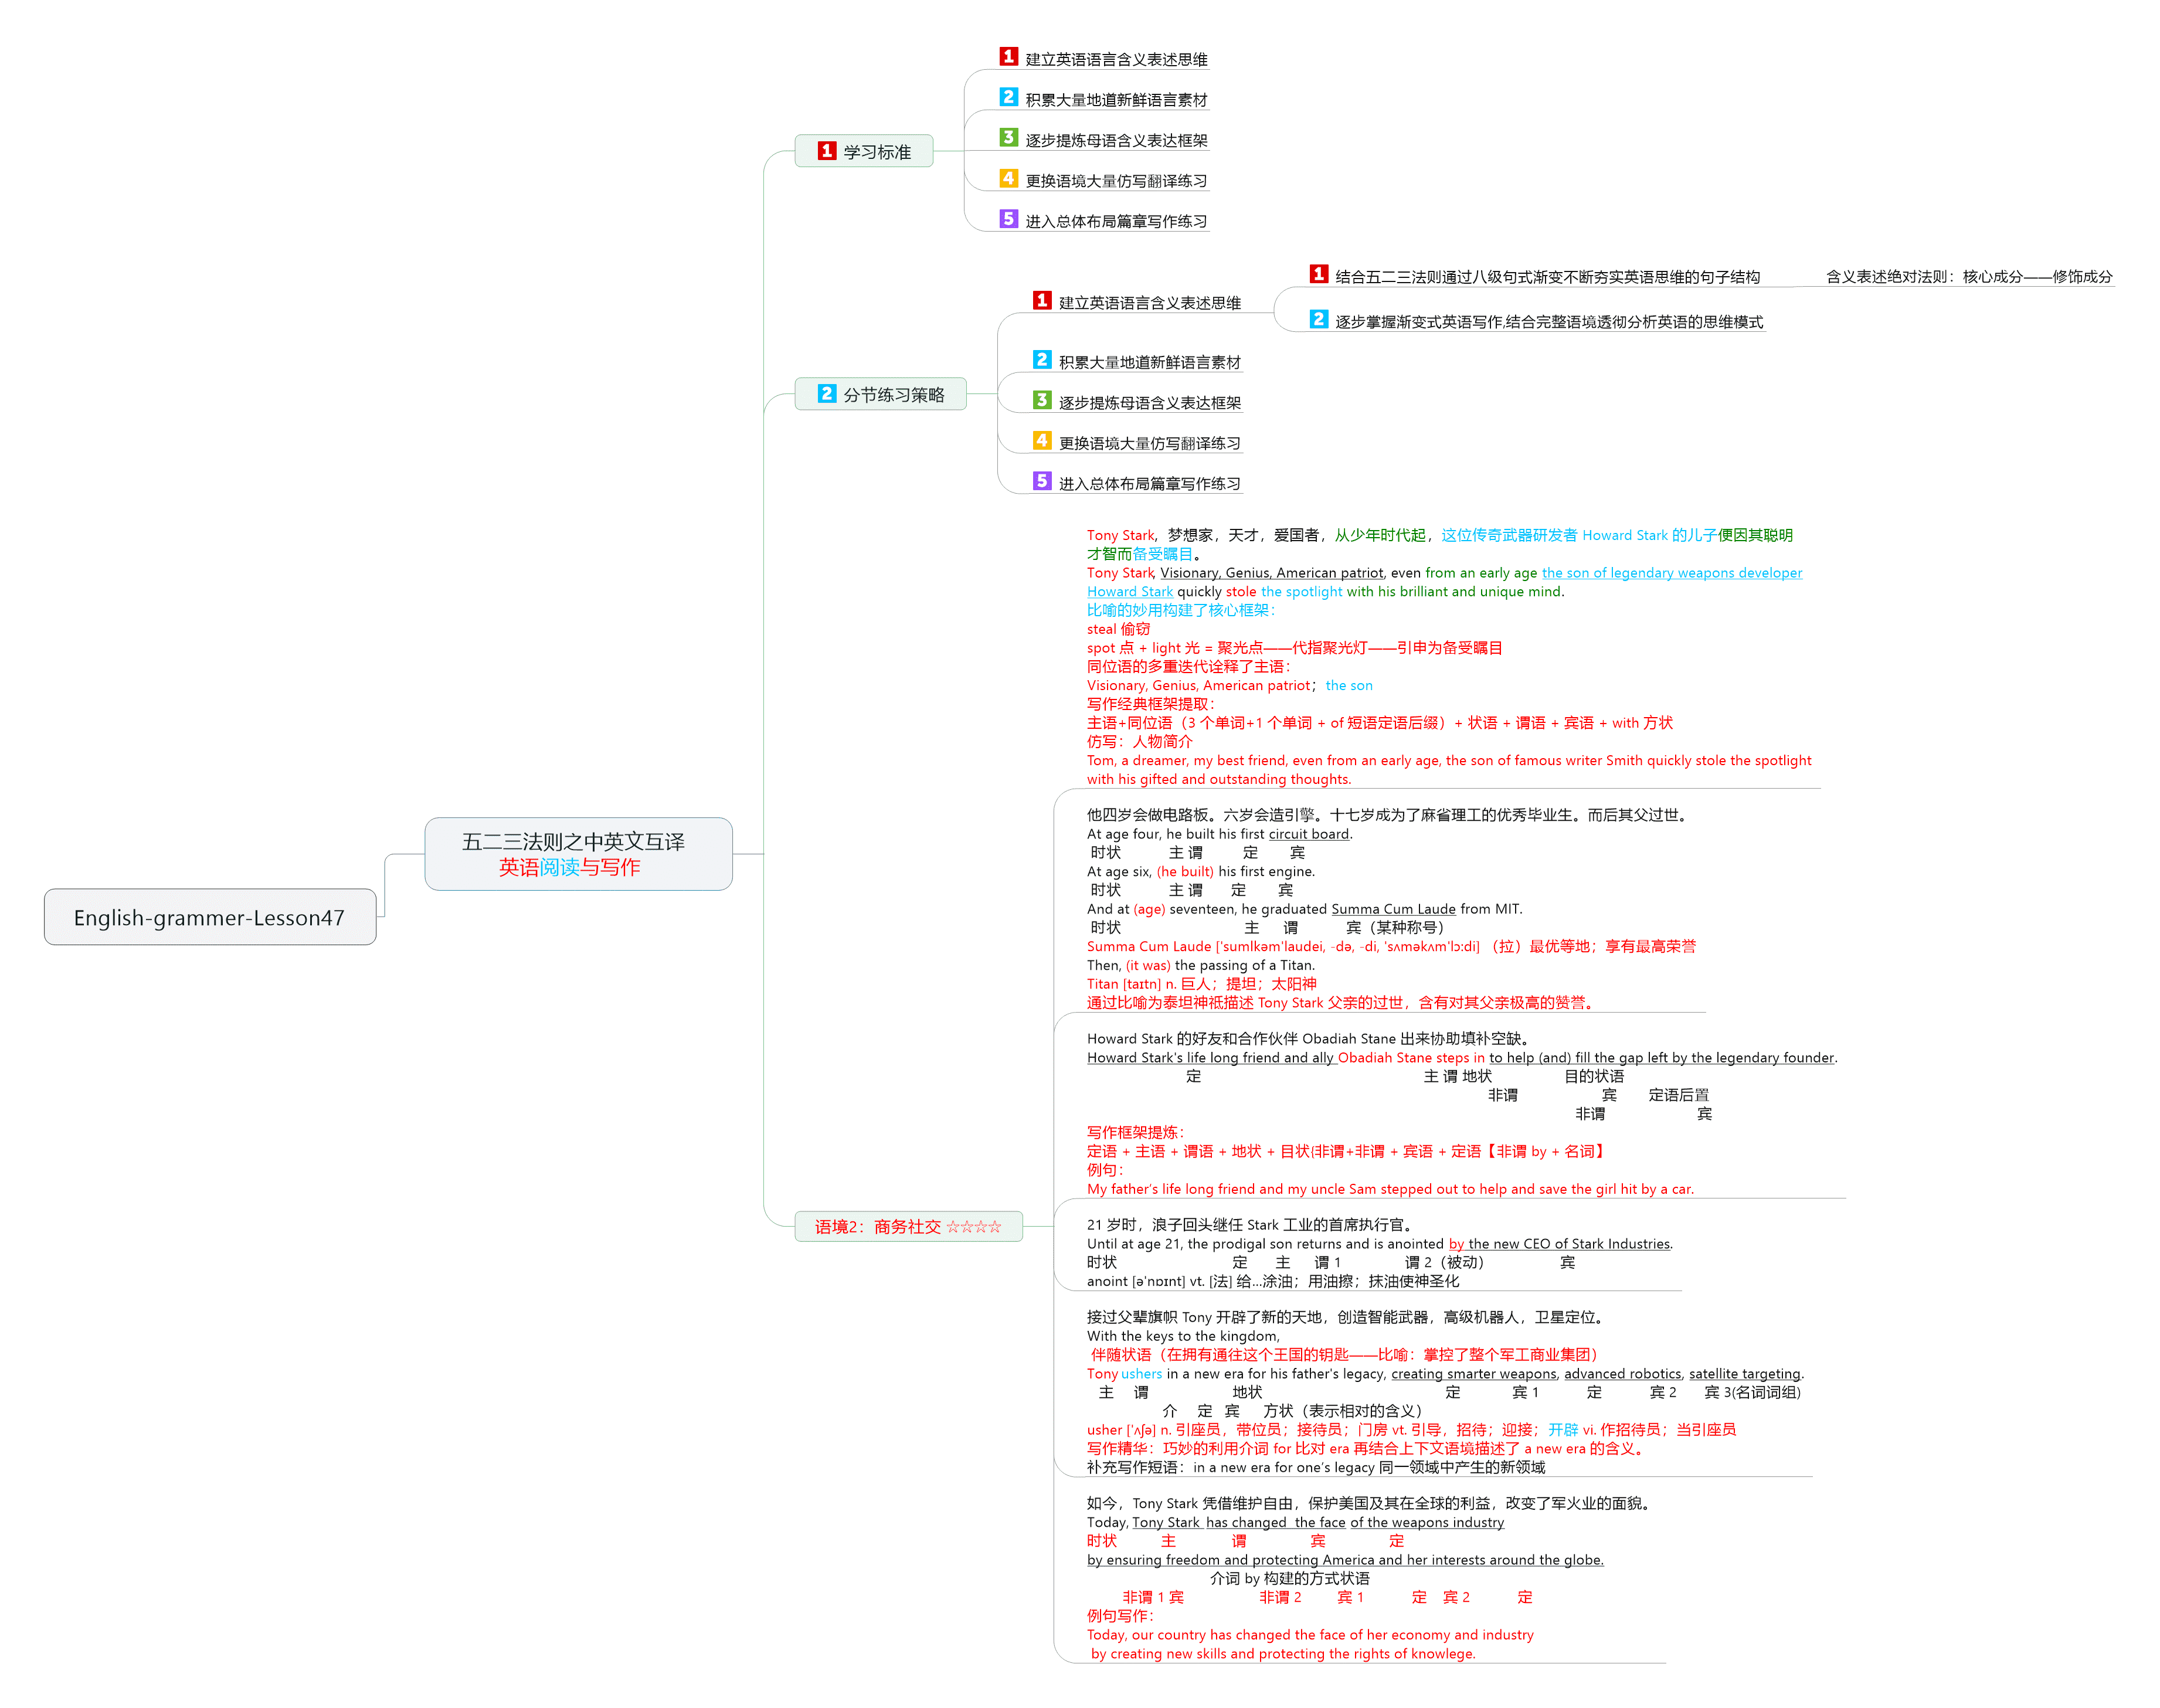 English-grammer-Lesson47
五二三法则之中英文互译
英语阅读与写作
1 学习标准
1 建立英语语言含义表述思维
2 积累大量地道新鲜语言素材
3 逐步提炼母语含义表达框架
4 更换语境大量仿写翻译练习
5 进入总体布局篇章写作练习
2 分节练习策略
1 建立英语语言含义表述思维
1 结合五二三法则通过八级句式渐变不断夯实英语思维的句子结构
含义表述绝对法则：核心成分——修饰成分
2 逐步掌握渐变式英语写作,结合完整语境透彻分析英语的思维模式
2 积累大量地道新鲜语言素材
3 逐步提炼母语含义表达框架
4 更换语境大量仿写翻译练习
5 进入总体布局篇章写作练习
语境2：商务社交 ☆☆☆☆
Tony Stark，梦想家，天才，爱国者，从少年时代起，这位传奇武器研发者 Howard Stark 的儿子便因其聪明
才智而备受瞩目。
Tony Stark, Visionary, Genius, American patriot, even from an early age the son of legendary weapons developer
Howard Stark quickly stole the spotlight with his brilliant and unique mind.
比喻的妙用构建了核心框架：
steal 偷窃
spot 点 + light 光 = 聚光点——代指聚光灯——引申为备受瞩目
同位语的多重迭代诠释了主语：
Visionary, Genius, American patriot；the son
写作经典框架提取：
主语+同位语（3 个单词+1 个单词 + of 短语定语后缀）+ 状语 + 谓语 + 宾语 + with 方状
仿写：人物简介
Tom, a dreamer, my best friend, even from an early age, the son of famous writer Smith quickly stole the spotlight
with his gifted and outstanding thoughts.
他四岁会做电路板。六岁会造引擎。十七岁成为了麻省理工的优秀毕业生。而后其父过世。
At age four, he built his first circuit board.
时状 主 谓 定 宾
At age six, (he built) his first engine.
时状 主 谓 定 宾
And at (age) seventeen, he graduated Summa Cum Laude from MIT.
时状 主 谓 宾（某种称号）
Summa Cum Laude ['sumlkəm'laudei, -də, -di, 'sʌməkʌm'lɔ:di] （拉）最优等地；享有最高荣誉
Then, (it was) the passing of a Titan.
Titan [taɪtn] n. 巨人；提坦；太阳神
通过比喻为泰坦神祇描述 Tony Stark 父亲的过世，含有对其父亲极高的赞誉。
Howard Stark 的好友和合作伙伴 Obadiah Stane 出来协助填补空缺。
Howard Stark's life long friend and ally Obadiah Stane steps in to help (and) fill the gap left by the legendary founder.
定 主 谓 地状 目的状语
非谓 宾 定语后置
非谓 宾
写作框架提炼：
定语 + 主语 + 谓语 + 地状 + 目状(非谓+非谓 + 宾语 + 定语【非谓 by + 名词】
例句：
My father's life long friend and my uncle Sam stepped out to help and save the girl hit by a car.
21 岁时，浪子回头继任 Stark 工业的首席执行官。
Until at age 21, the prodigal son returns and is anointed by the new CEO of Stark Industries.
时状 定 主 谓 1 谓 2（被动） 宾
anoint [ə'nɒɪnt] vt. [法] 给...涂油；用油擦；抹油使神圣化
接过父辈旗帜 Tony 开辟了新的天地，创造智能武器，高级机器人，卫星定位。
With the keys to the kingdom,
伴随状语（在拥有通往这个王国的钥匙——比喻：掌控了整个军工商业集团）
Tony ushers in a new era for his father's legacy, creating smarter weapons, advanced robotics, satellite targeting.
主 谓 地状 定 宾 1 定 宾 2 宾 3(名词词组)
介 定 宾 方状（表示相对的含义）
usher ['ʌʃə] n. 引座员，带位员；接待员；门房 vt. 引导，招待；迎接；开辟 vi. 作招待员；当引座员
写作精华：巧妙的利用介词 for 比对 era 再结合上下文语境描述了 a new era 的含义。
补充写作短语：in a new era for one's legacy 同一领域中产生的新领域
如今，Tony Stark 凭借维护自由，保护美国及其在全球的利益，改变了军火业的面貌。
Today, Tony Stark has changed the face of the weapons industry
时状 主 谓 宾 定
by ensuring freedom and protecting America and her interests around the globe.
介词 by 构建的方式状语
非谓 1 宾 非谓 2 宾 1 定 宾 2 定
例句写作：
Today, our country has changed the face of her economy and industry
by creating new skills and protecting the rights of knowlege.